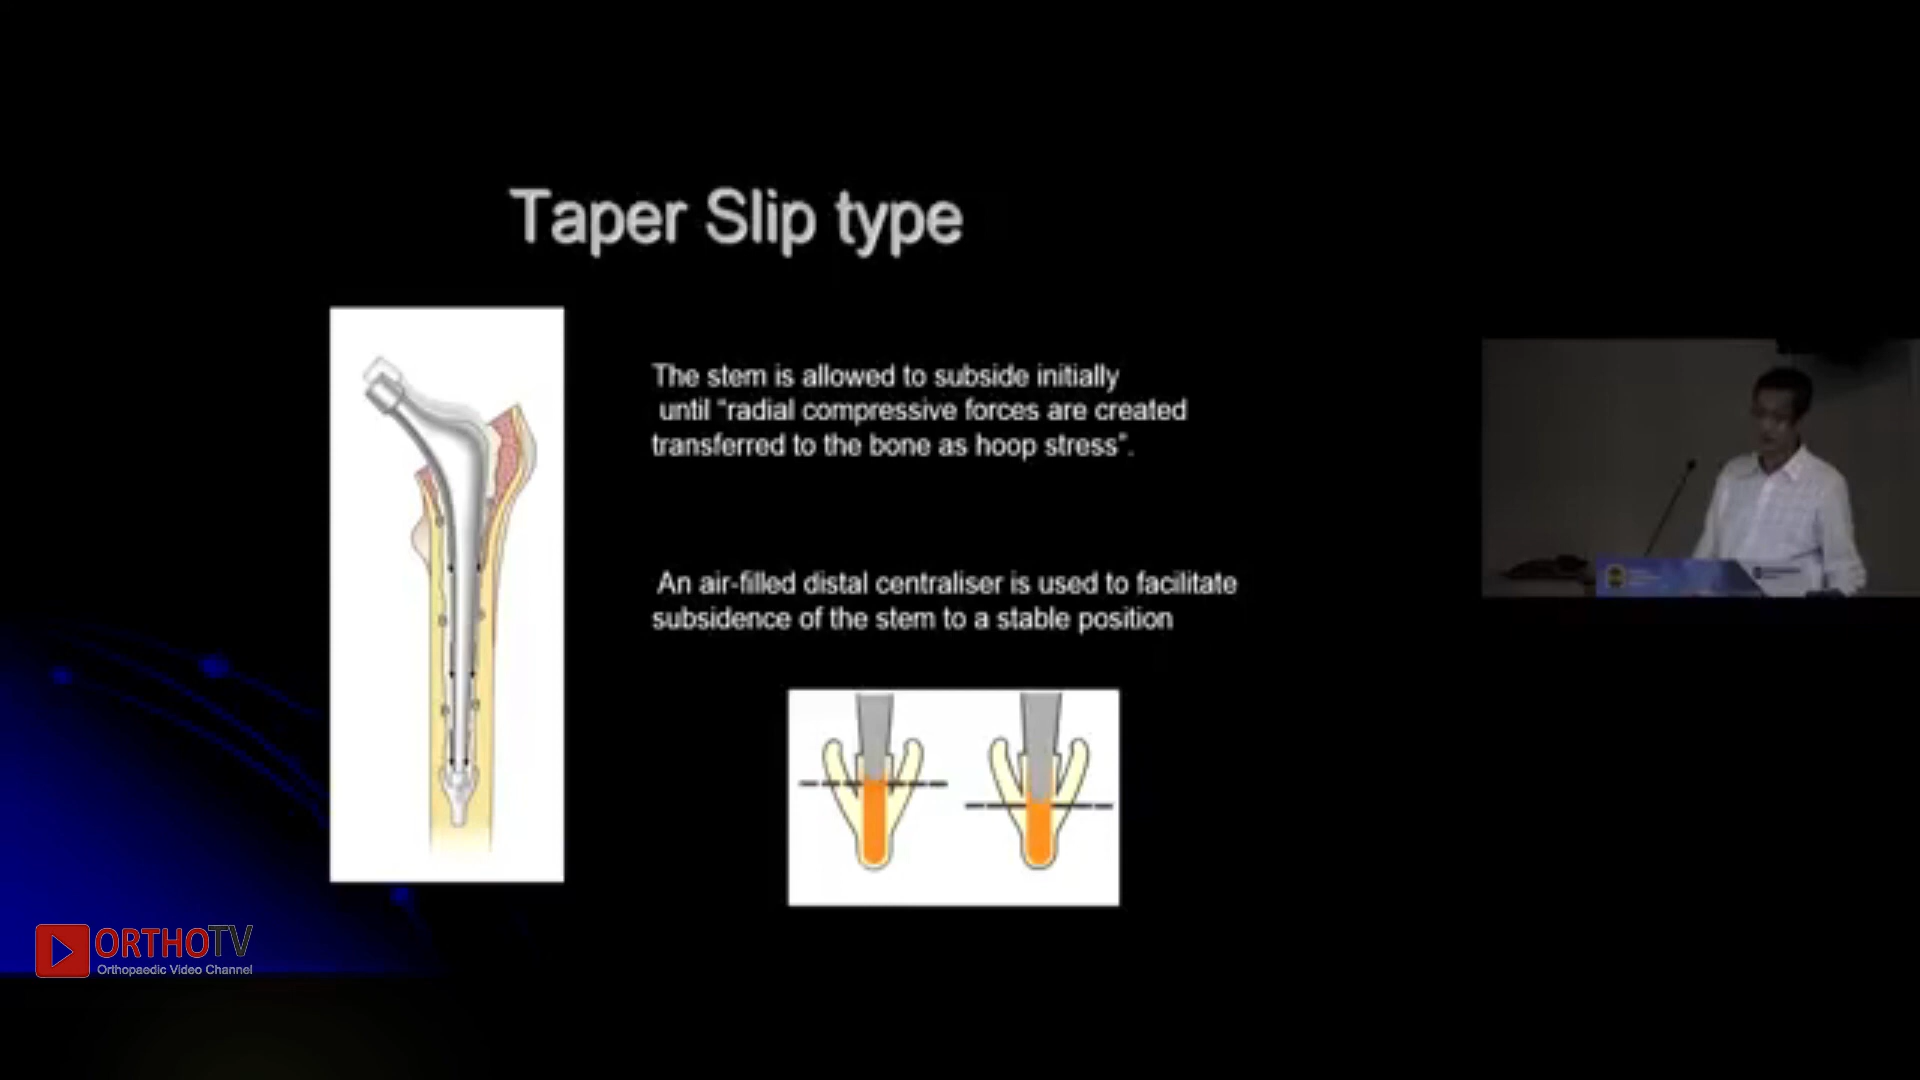 Taper Slip type
The stem is allowed to subside initially
until “radial compressive forces are created
transferred to the bone as hoop stress”.
An air-filled distal centraliser is used to facilitate
subsidence of the stem to a stable position
ORTHOTV
Orthopaedic Video Channel